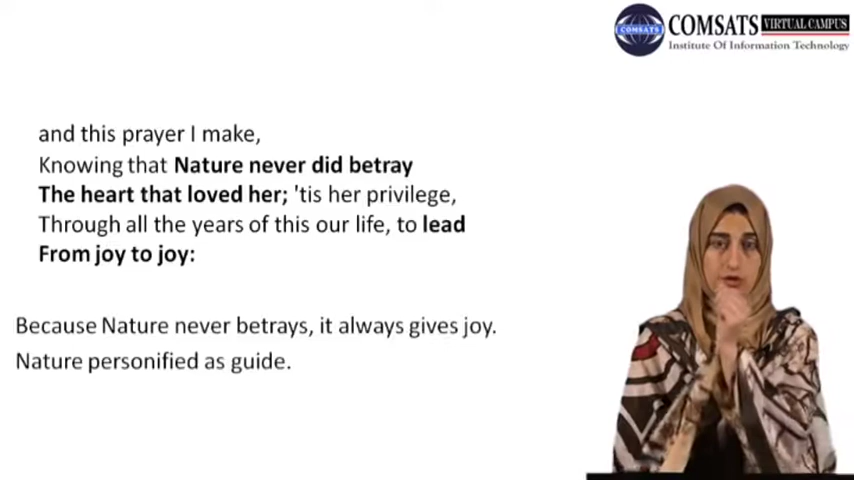 COMSATS
COMSATS VIRTUAL CAMPUS
Institute Of Information Technology
and this prayer I make,
Knowing that Nature never did betray
The heart that loved her; 'tis her privilege,
Through all the years of this our life, to lead
From joy to joy:
Because Nature never betrays, it always gives joy.
Nature personified as guide.